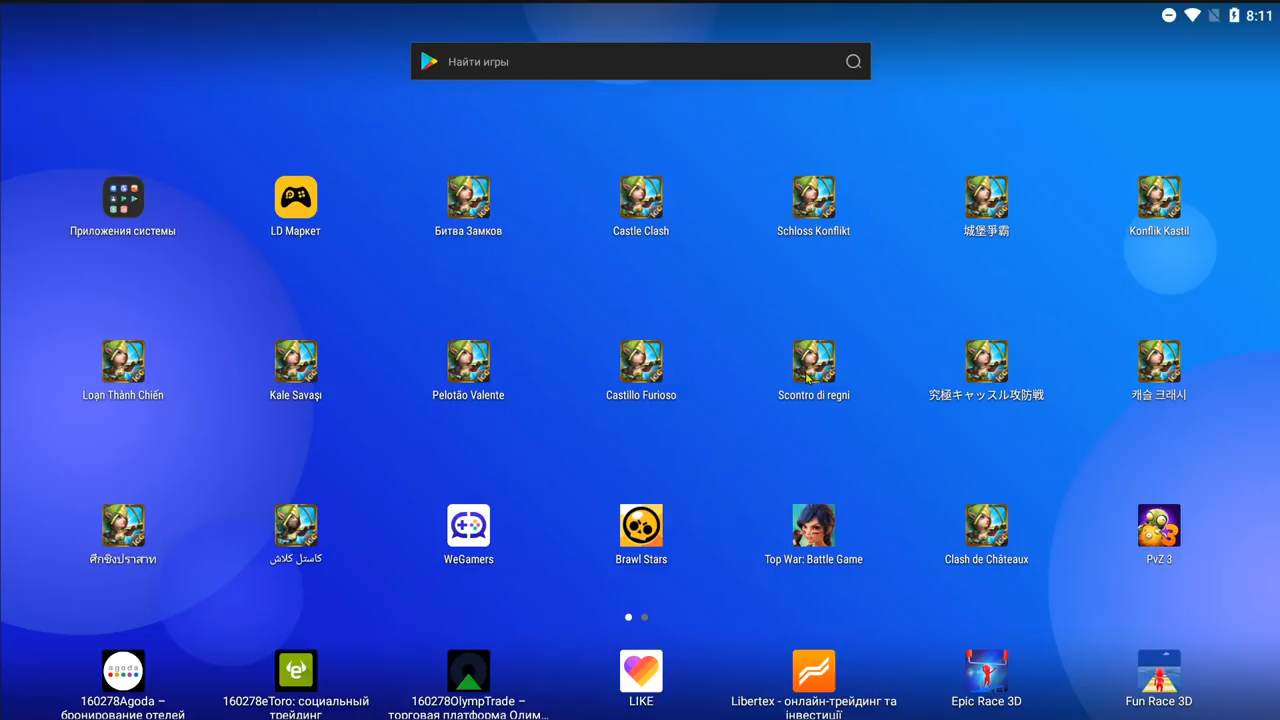 8:11
Найти игры
Приложения системы
LD Маркет
Битва Замков
Castle Clash
Schloss Konflikt
城堡爭霸
Konflik Kastil
Loạn Thành Chiến
Kale Savaşı
Pelotão Valente
Castillo Furioso
Scontro di regni
究極キャッスル攻防戦
캐슬 크래시
ศึกชิงปราสาท
كاستل كلاش
WeGamers
Brawl Stars
Top War: Battle Game
Clash de Châteaux
PvZ 3
agoda
160278Agoda –
бронирование отелей
160278eToro: социальный
трейдинг
160278OlympTrade –
торговая платформа Олим...
LIKE
Libertex - онлайн-трейдинг та
інвестиції
Epic Race 3D
Fun Race 3D